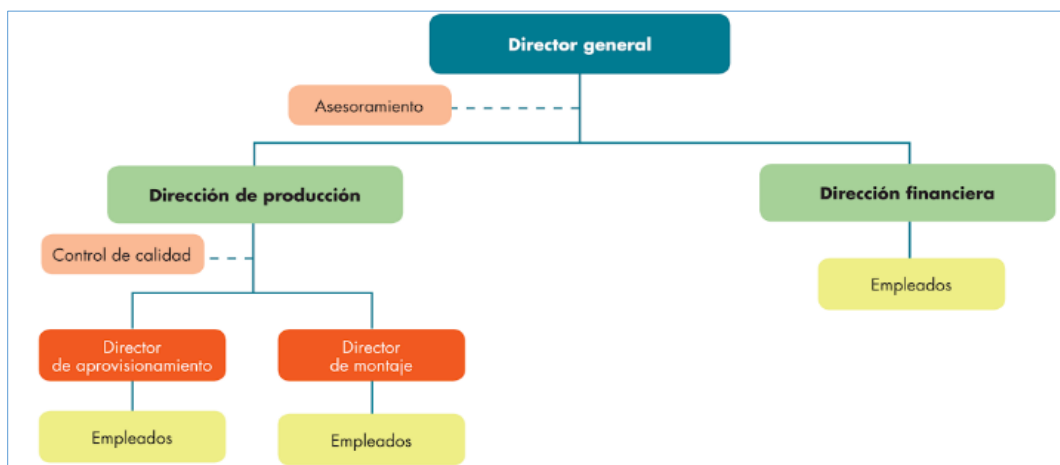 Director general
Asesoramiento
Dirección de producción
Dirección financiera
Control de calidad
Empleados
Director
de aprovisionamiento
Director
de montaje
Empleados
Empleados